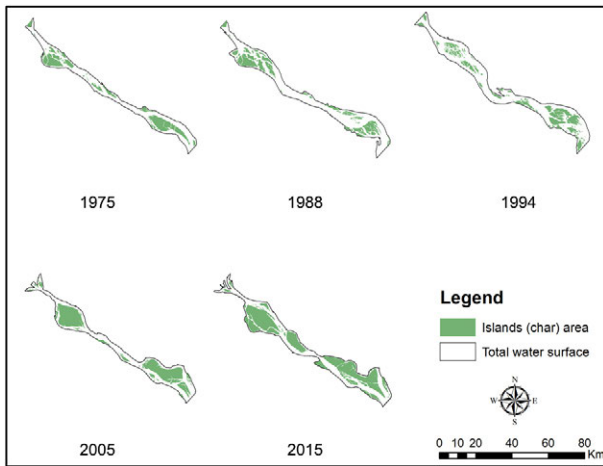 1975
1988
1994
2005
2015
Legend
Islands (char) area
Total water surface
N
W E
S
0 10 20 40 60 80
Km